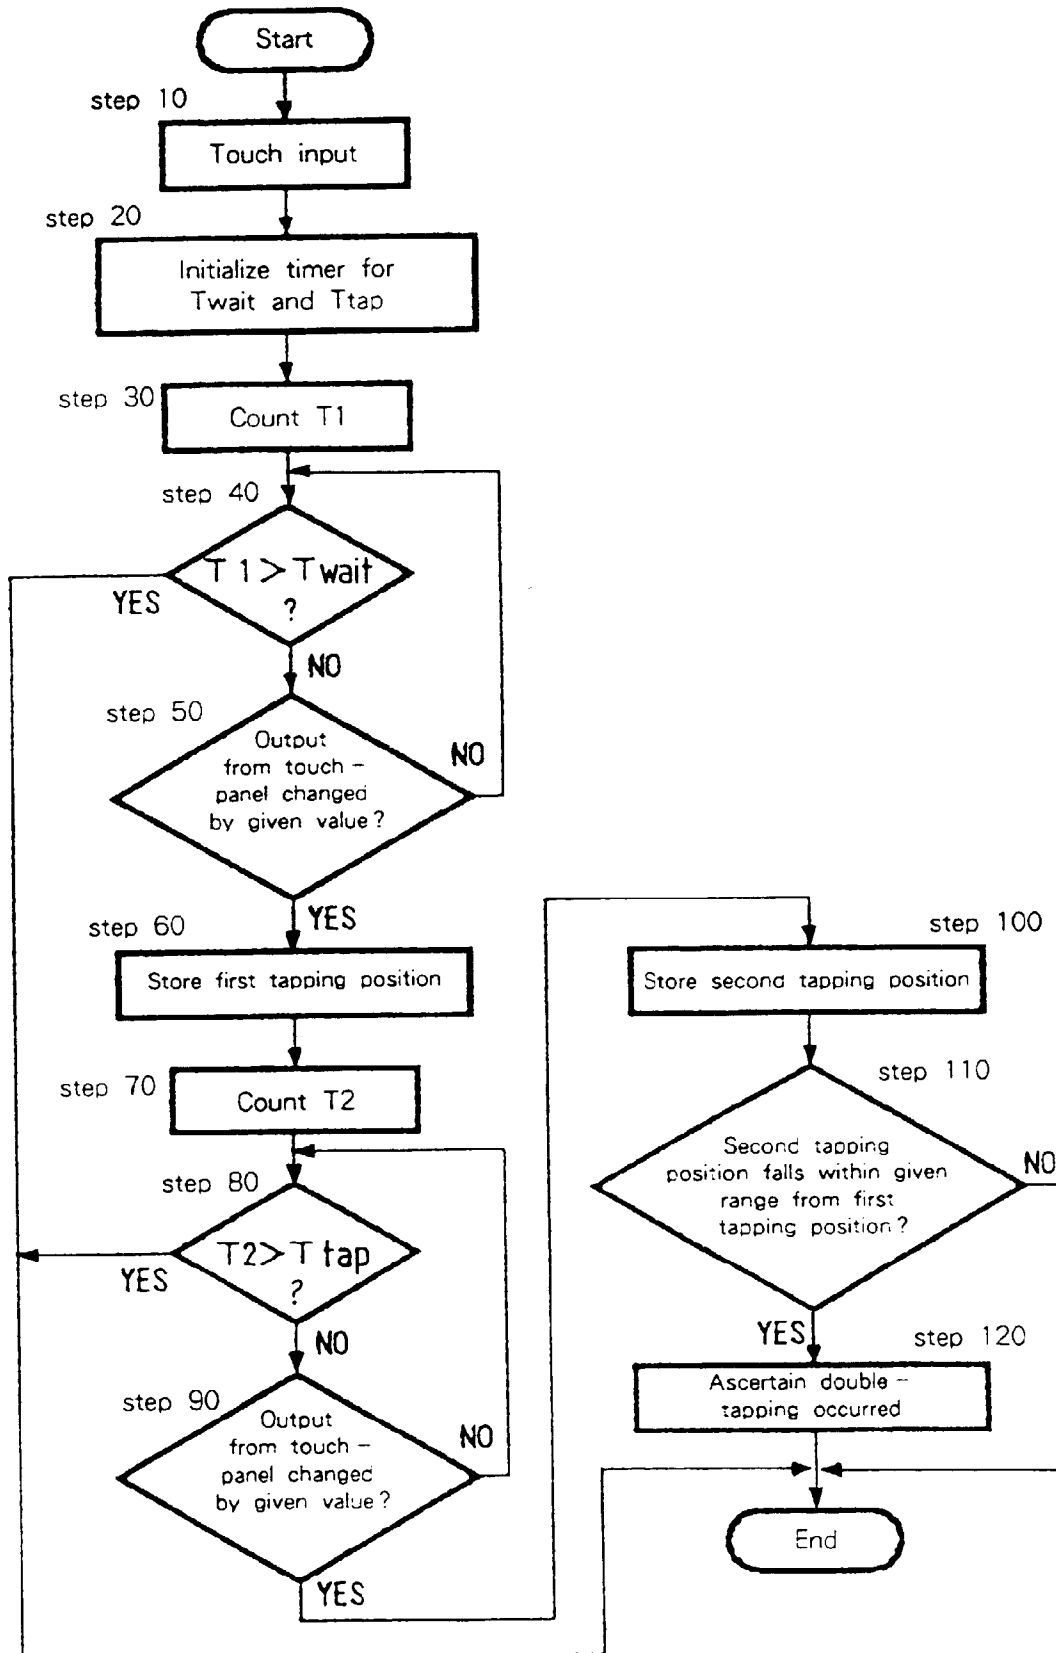 Start
step 10
Touch input
step 20
Initialize timer for
Twait and Ttap
step 30
Count T1
step 40
T1 > Twait
?
YES
NO
step 50
Output
from touch -
panel changed
by given value?
NO
YES
step 60
Store first tapping position
step 70
Count T2
step 80
T2 > Ttap
?
YES
NO
step 90
Output
from touch -
panel changed
by given value?
NO
YES
step 100
Store second tapping position
step 110
Second tapping
position falls within given
range from first
tapping position?
NO
YES
step 120
Ascertain double -
tapping occurred
End